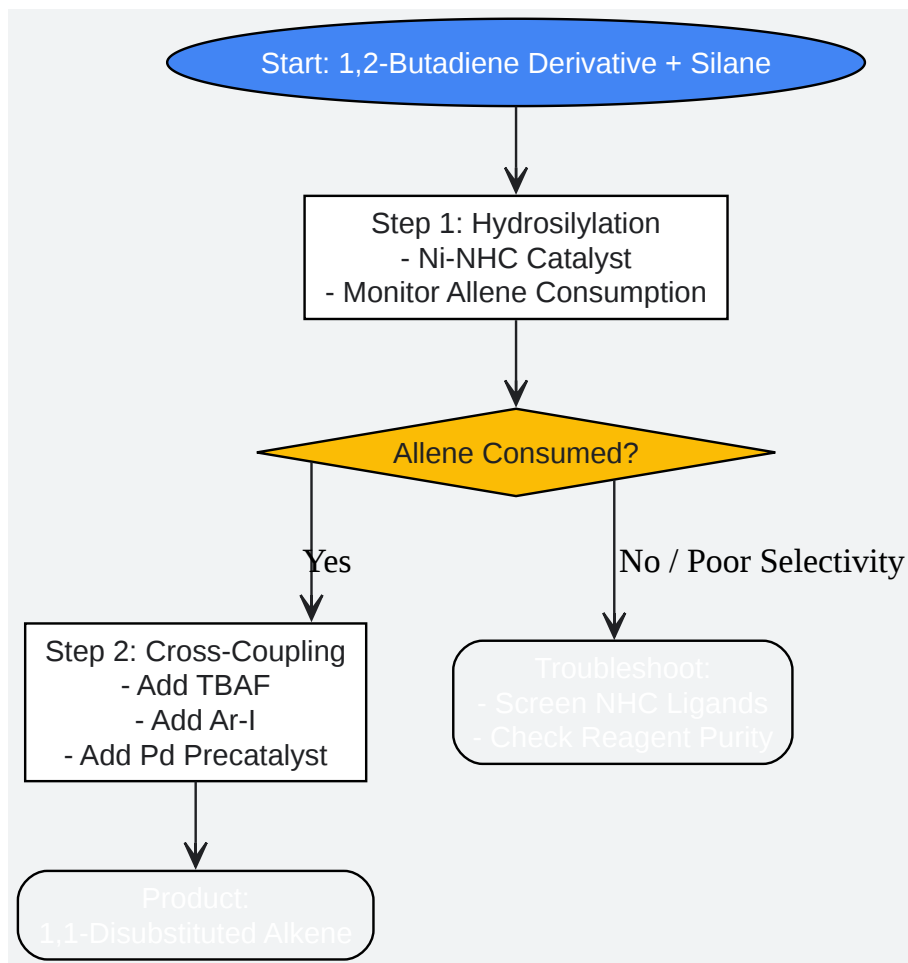 Start: 1,2-Butadiene Derivative + Silane
Step 1: Hydrosilylation
- Ni-NHC Catalyst
- Monitor Allene Consumption
Allene Consumed?
Yes
No / Poor Selectivity
Step 2: Cross-Coupling
- Add TBAF
- Add Ar-I
- Add Pd Precatalyst
Troubleshoot:
- Screen NHC Ligands
- Check Reagent Purity
Product:
1,1-Disubstituted Alkene